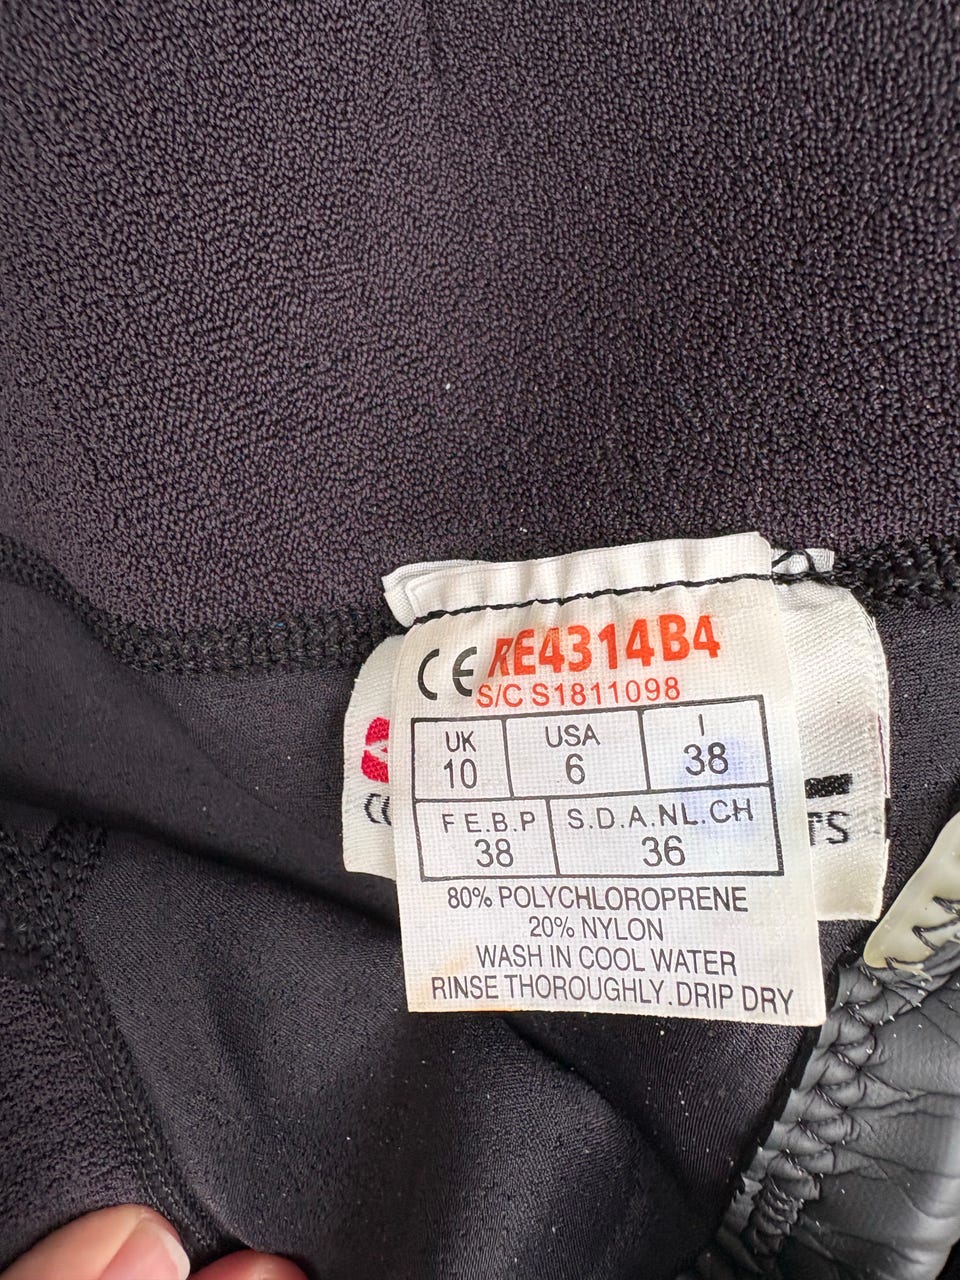 CE RE4314B4
S/C S1811098
UK USA I
10 6 38
F E.B.P S.D.A.NL.CH
38 36
80% POLYCHLOROPRENE
20% NYLON
WASH IN COOL WATER
RINSE THOROUGHLY.DRIP DRY